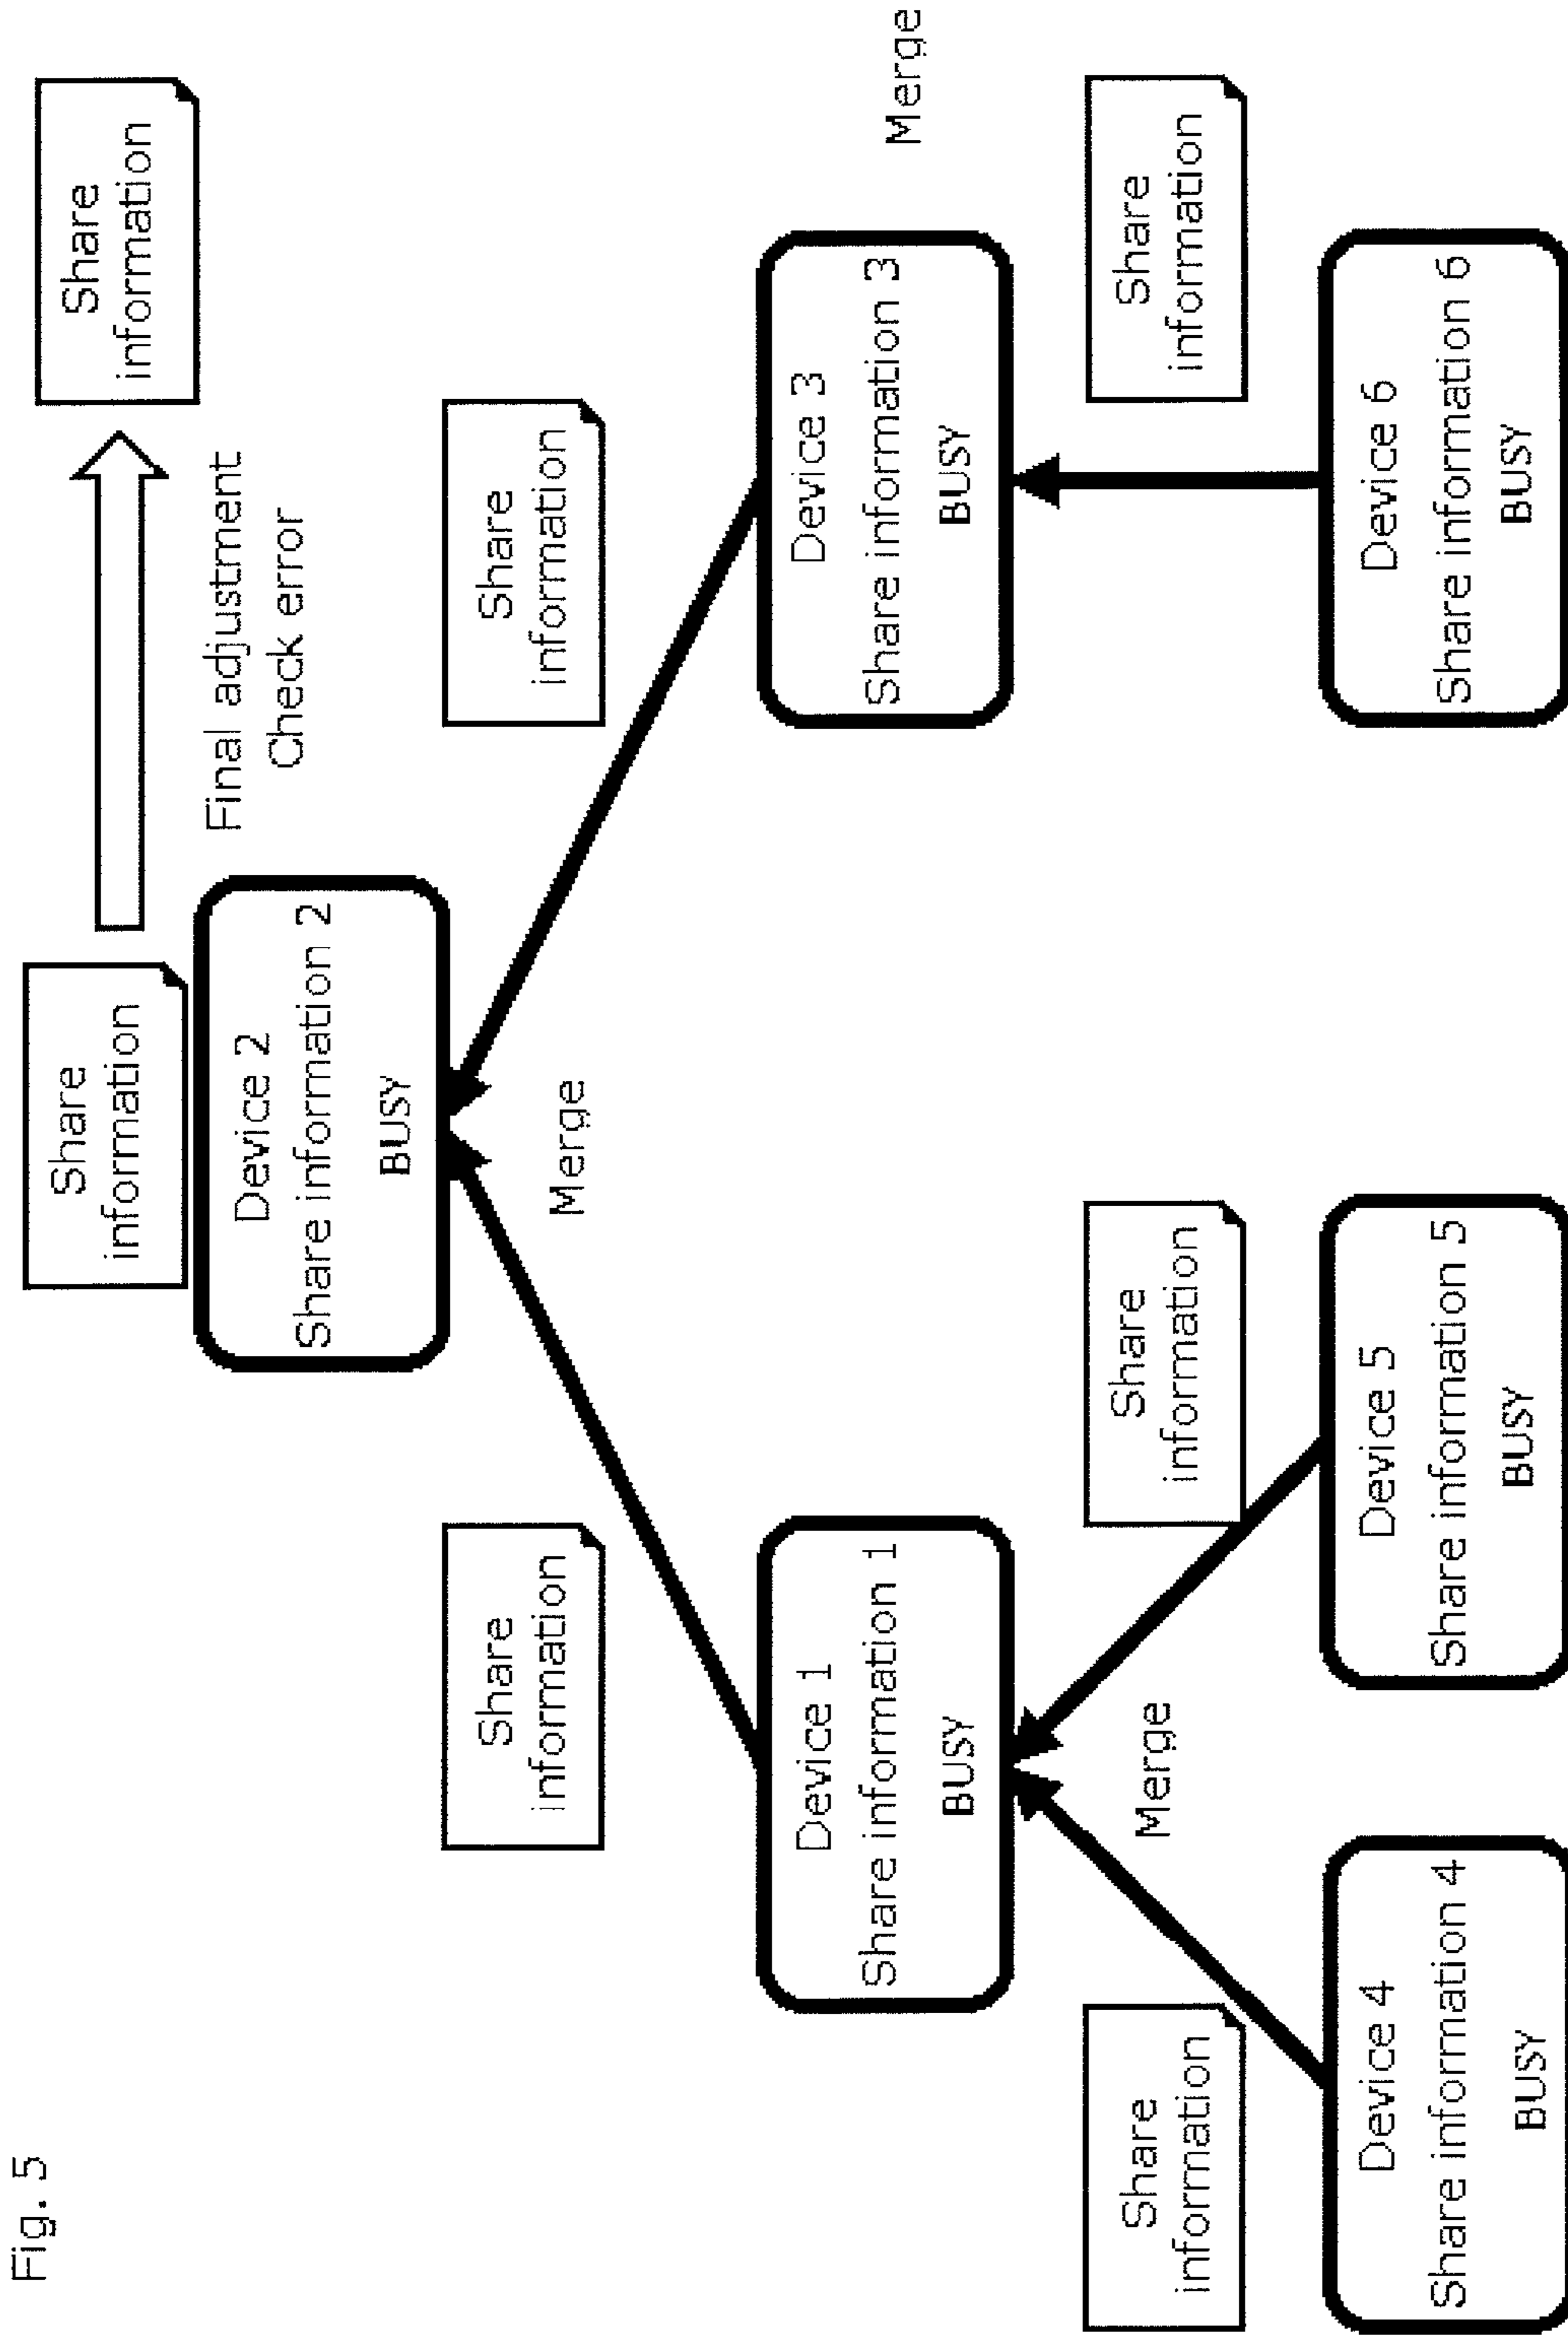 Fig. 5
Share
information
Share
information
Device 2
Share information 2
BUSY
Final adjustment
Check error
Share
information
Share
information
Merge
Device 1
Share information 1
BUSY
Device 3
Share information 3
BUSY
Merge
Share
information
Merge
Share
information
Share
information
Device 4
Share information 4
BUSY
Device 5
Share information 5
BUSY
Device 6
Share information 6
BUSY